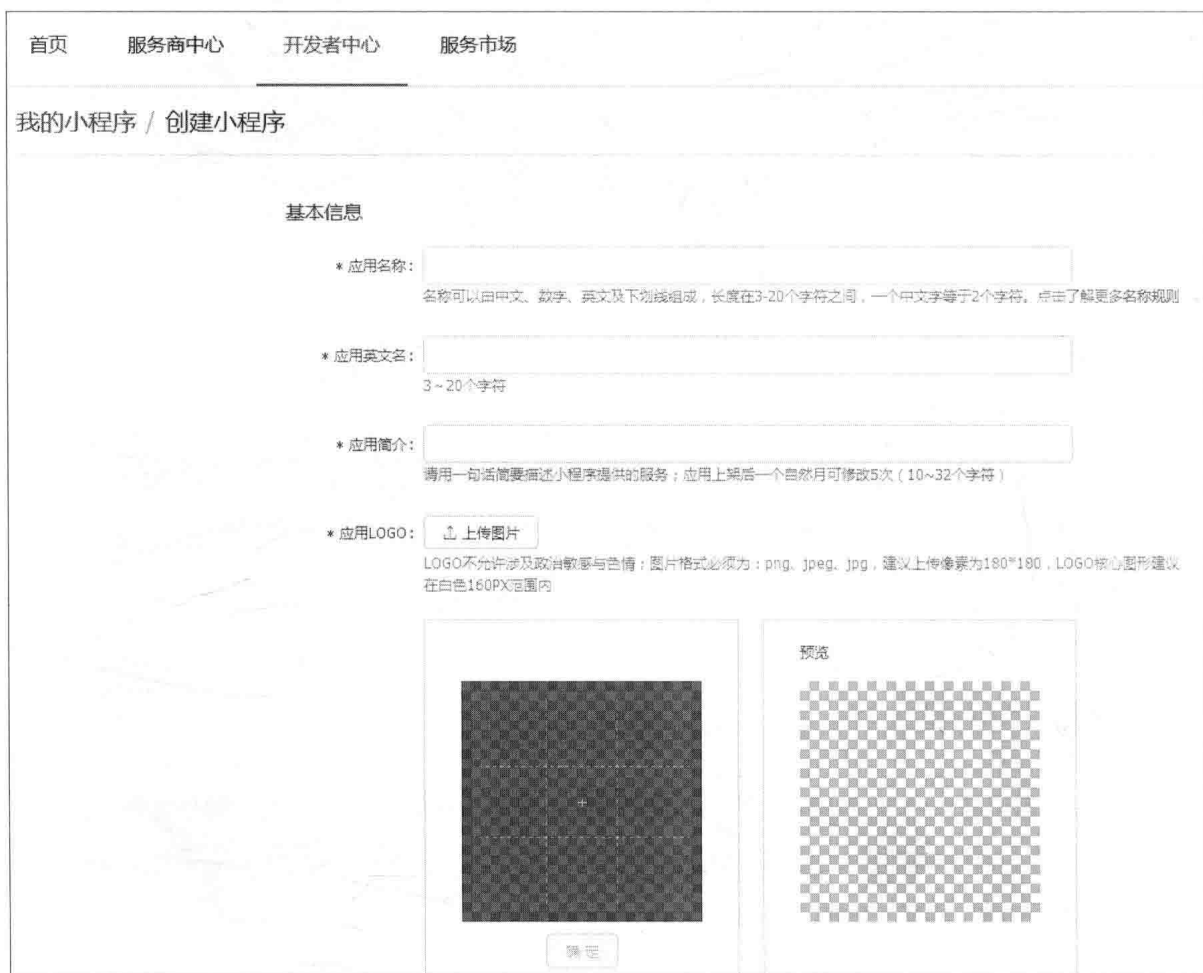 首页 服务商中心 开发者中心 服务市场
我的小程序 / 创建小程序
基本信息
* 应用名称:
名称可以由中文、数字、英文及下划线组成，长度在3-20个字符之间，一个中文字等于2个字符。点击了解更多名称规则
* 应用英文名:
3~20个字符
* 应用简介:
请用一句话简要描述小程序提供的服务；应用上架后一个自然月可修改5次（10~32个字符）
* 应用LOGO: 上传图片
LOGO不允许涉及政治敏感与色情；图片格式必须为：png、jpeg、jpg，建议上传像素为180*180，LOGO核心图形建议
在白色160PX范围内
预览
确 定